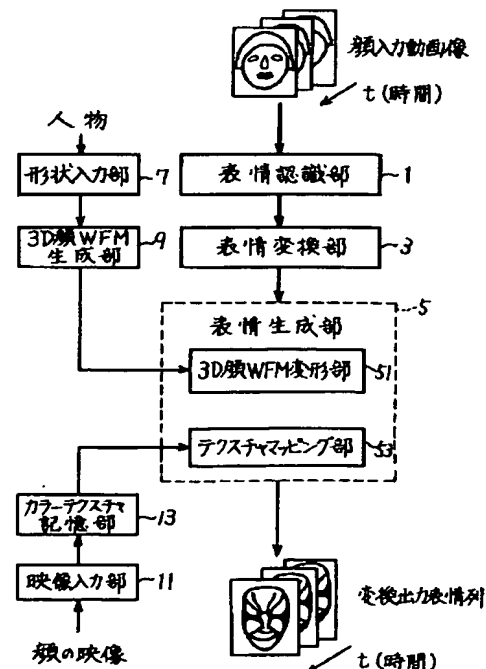 顔入力動画像
t(時間)
人物
形状入力部
7
表情認識部
1
3D顔WFM
生成部
9
表情変換部
3
5
表情生成部
3D顔WFM変形部
51
テクスチャマッピング部
53
カラーテクスチャ
記憶部
13
映像入力部
11
顔の映像
変換出力表情列
t(時間)